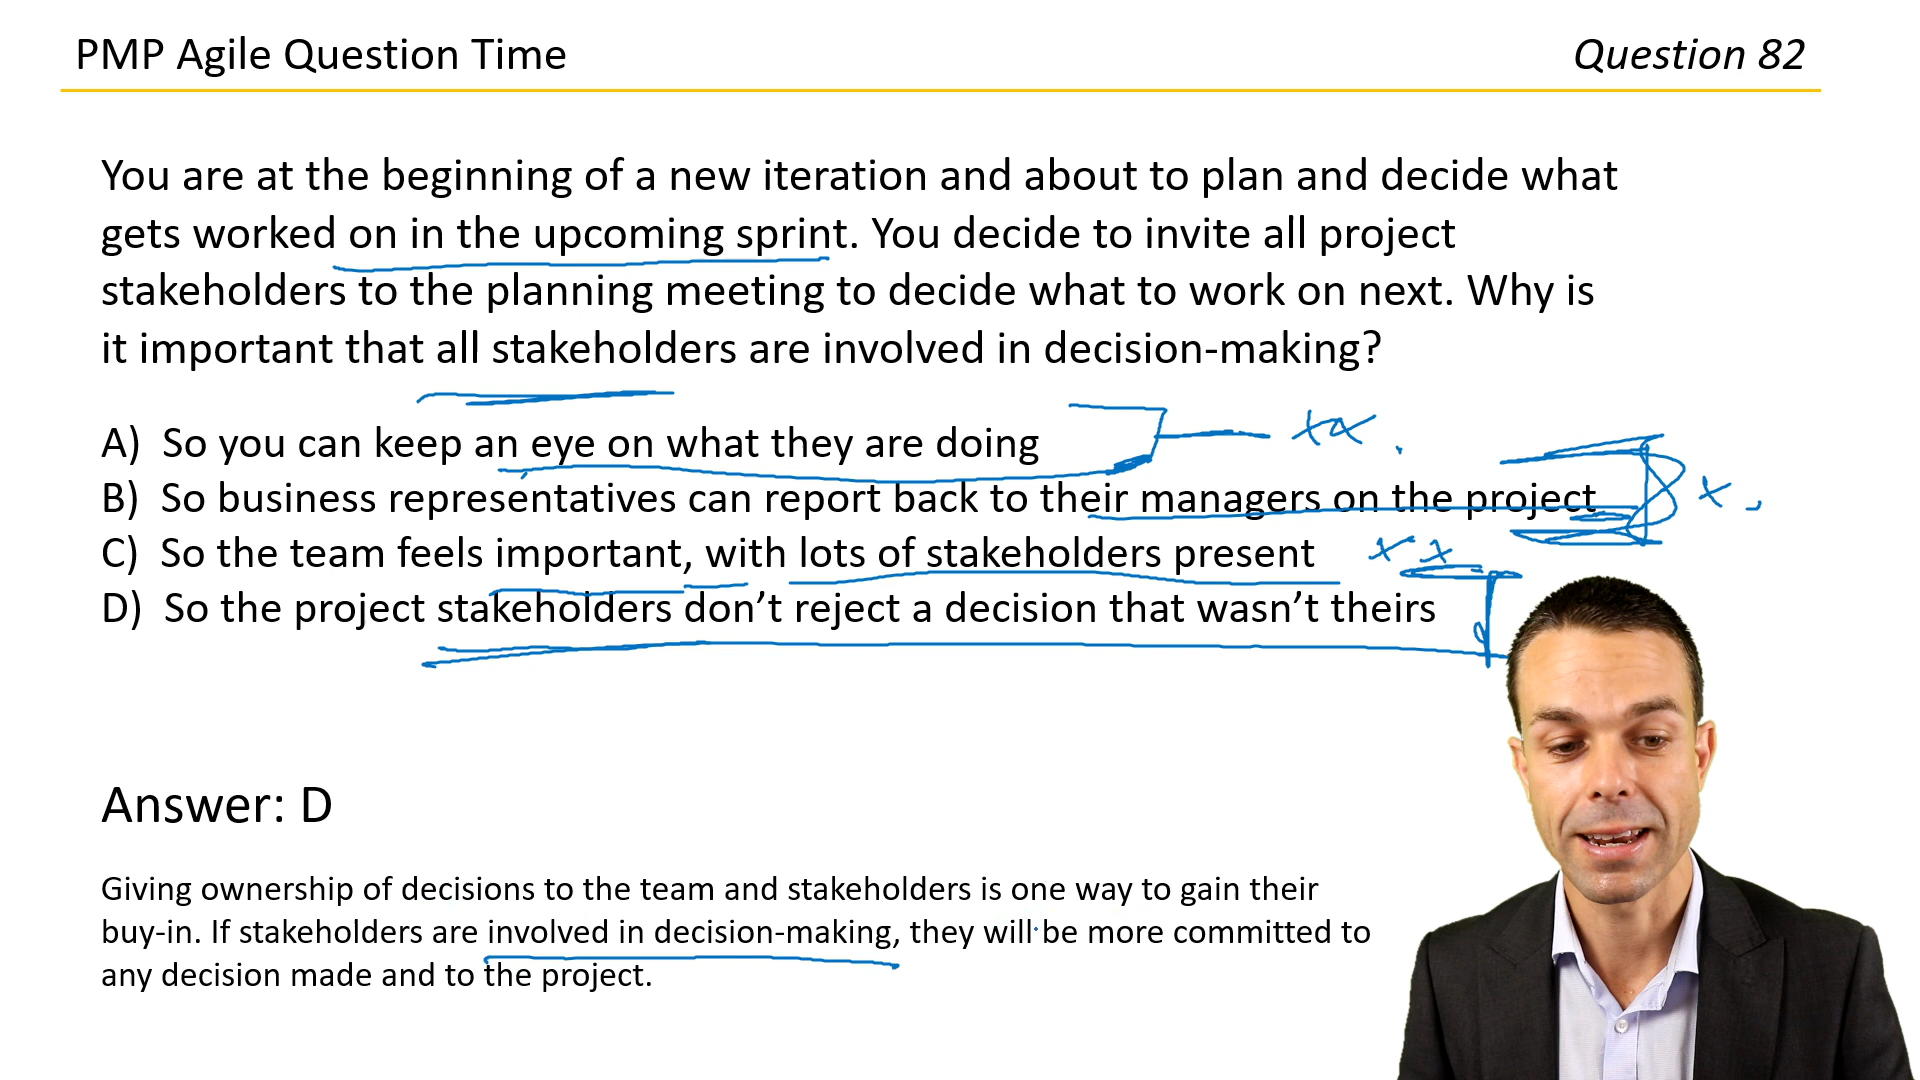 PMP Agile Question Time
Question 82
You are at the beginning of a new iteration and about to plan and decide what
gets worked on in the upcoming sprint. You decide to invite all project
stakeholders to the planning meeting to decide what to work on next. Why is
it important that all stakeholders are involved in decision-making?
A) So you can keep an eye on what they are doing
B) So business representatives can report back to their managers on the project
C) So the team feels important, with lots of stakeholders present
D) So the project stakeholders don't reject a decision that wasn't theirs
Answer: D
Giving ownership of decisions to the team and stakeholders is one way to gain their
buy-in. If stakeholders are involved in decision-making, they will be more committed to
any decision made and to the project.